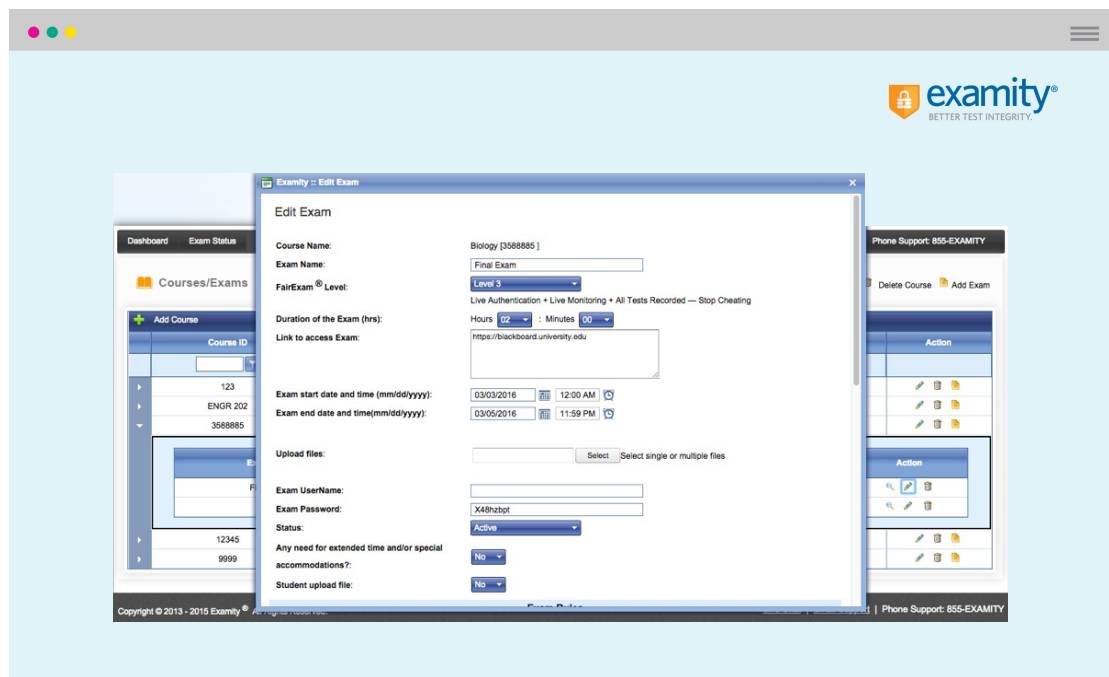 examity®
BETTER TEST INTEGRITY.
Examity :: Edit Exam
Edit Exam
Dashboard Exam Status
Phone Support: 855-EXAMITY
Courses/Exams
Delete Course Add Exam
Add Course
Course ID
Action
123
ENGR 202
3588885
Action
12345
9999
Course Name: Biology [3588885 ]
Exam Name: Final Exam
FairExam ® Level: Level 3
Live Authentication + Live Monitoring + All Tests Recorded — Stop Cheating
Duration of the Exam (hrs): Hours 02 : Minutes 00
Link to access Exam: https://blackboard.university.edu
Exam start date and time (mm/dd/yyyy): 03/03/2016 12:00 AM
Exam end date and time(mm/dd/yyyy): 03/05/2016 11:59 PM
Upload files: Select Select single or multiple files
Exam UserName:
Exam Password: X48hzbpt
Status: Active
Any need for extended time and/or special
accommodations?: No
Student upload file: No
Exam Rules
Copyright © 2013 - 2015 Examity ® All Rights Reserved.
| Phone Support: 855-EXAMITY